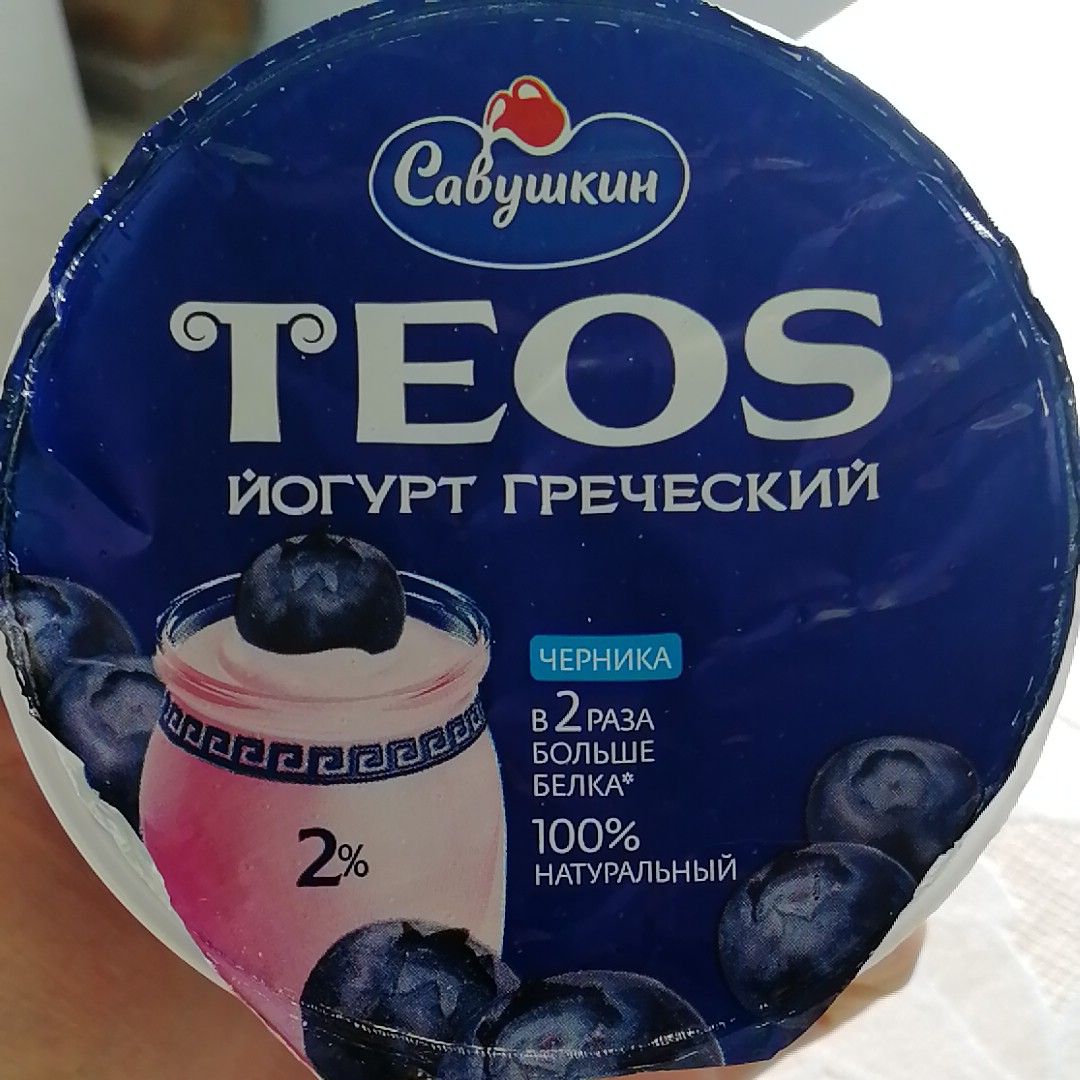 Савушкин
TEOS
ЙОГУРТ ГРЕЧЕСКИЙ
ЧЕРНИКА
В 2 РАЗА
БОЛЬШЕ
БЕЛКА*
100%
НАТУРАЛЬНЫЙ
2%